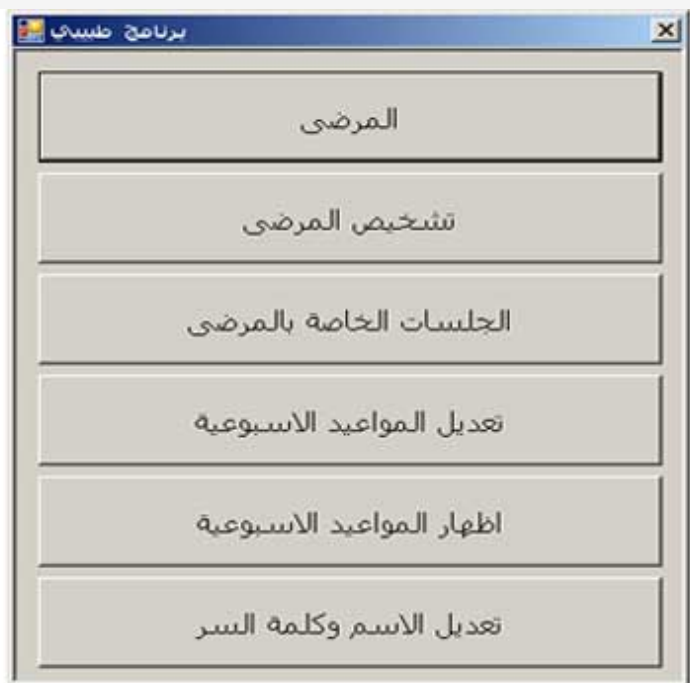 برنامج طبيبي
المرضى
تشخيص المرضى
الجلسات الخاصة بالمرضى
تعديل المواعيد الاسبوعية
اظهار المواعيد الاسبوعية
تعديل الاسم وكلمة السر